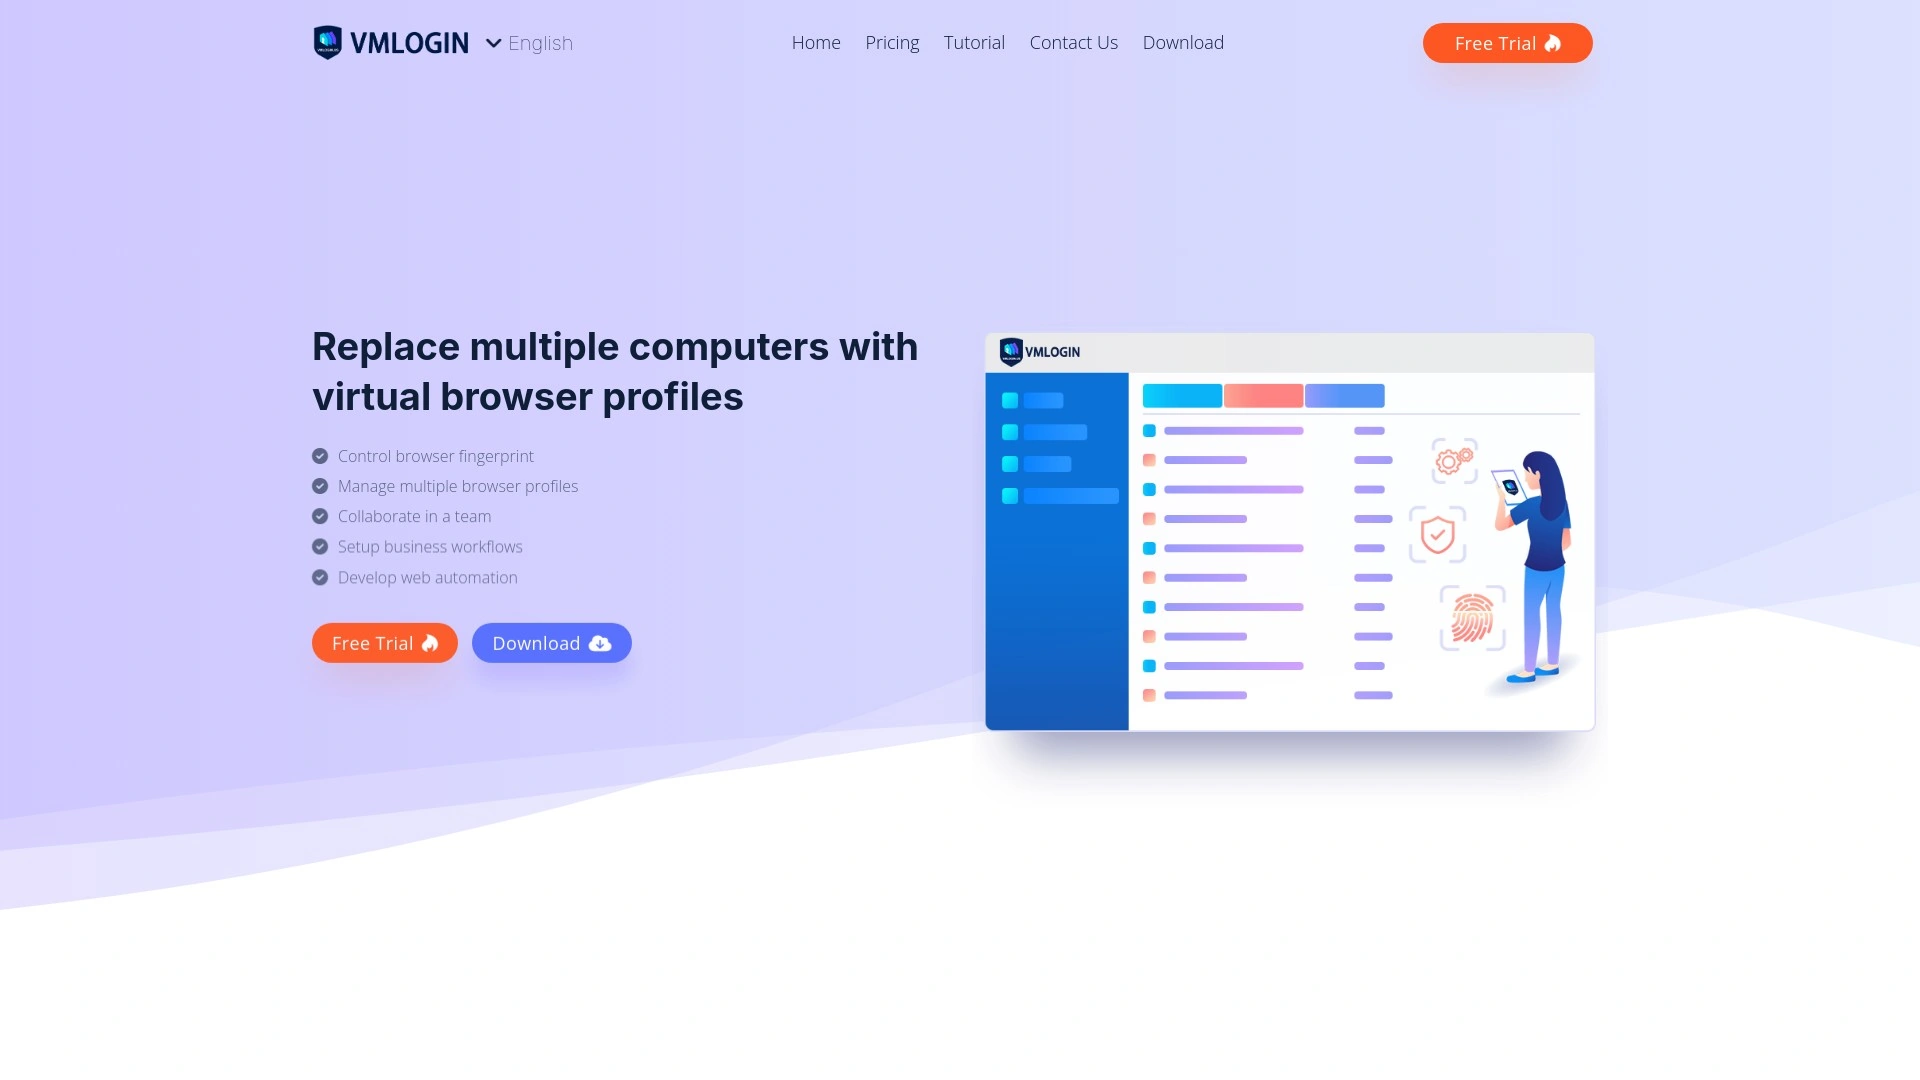 VMLOGIN
English
Home
Pricing
Tutorial
Contact Us
Download
Free Trial
Replace multiple computers with
virtual browser profiles
Control browser fingerprint
Manage multiple browser profiles
Collaborate in a team
Setup business workflows
Develop web automation
Free Trial
Download
VMLOGIN